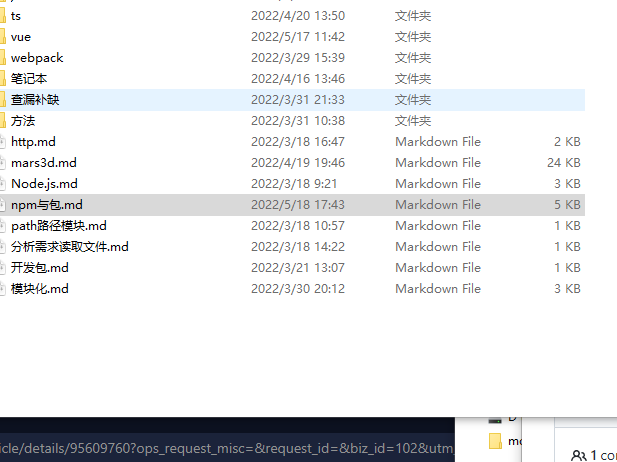 ts 2022/4/20 13:50 文件夹
vue 2022/5/17 11:42 文件夹
webpack 2022/3/29 15:39 文件夹
笔记本 2022/4/16 13:46 文件夹
查漏补缺 2022/3/31 21:33 文件夹
方法 2022/3/31 10:38 文件夹
http.md 2022/3/18 16:47 Markdown File 2 KB
mars3d.md 2022/4/19 19:46 Markdown File 24 KB
Node.js.md 2022/3/18 9:21 Markdown File 3 KB
npm与包.md 2022/5/18 17:43 Markdown File 5 KB
path路径模块.md 2022/3/18 10:57 Markdown File 1 KB
分析需求读取文件.md 2022/3/18 14:22 Markdown File 1 KB
开发包.md 2022/3/21 13:07 Markdown File 1 KB
模块化.md 2022/3/30 20:12 Markdown File 3 KB
icle/details/95609760?ops_request_misc=&request_id=&biz_id=102&utm
1 con